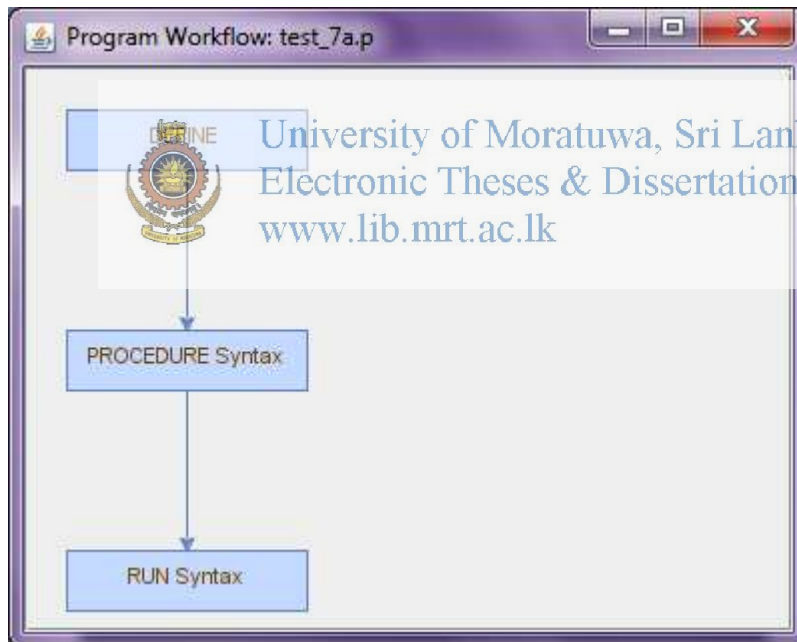 Program Workflow: test_7a.p
DEFINE
University of Moratuwa, Sri Lan
Electronic Theses & Dissertation
www.lib.mrt.ac.lk
PROCEDURE Syntax
RUN Syntax